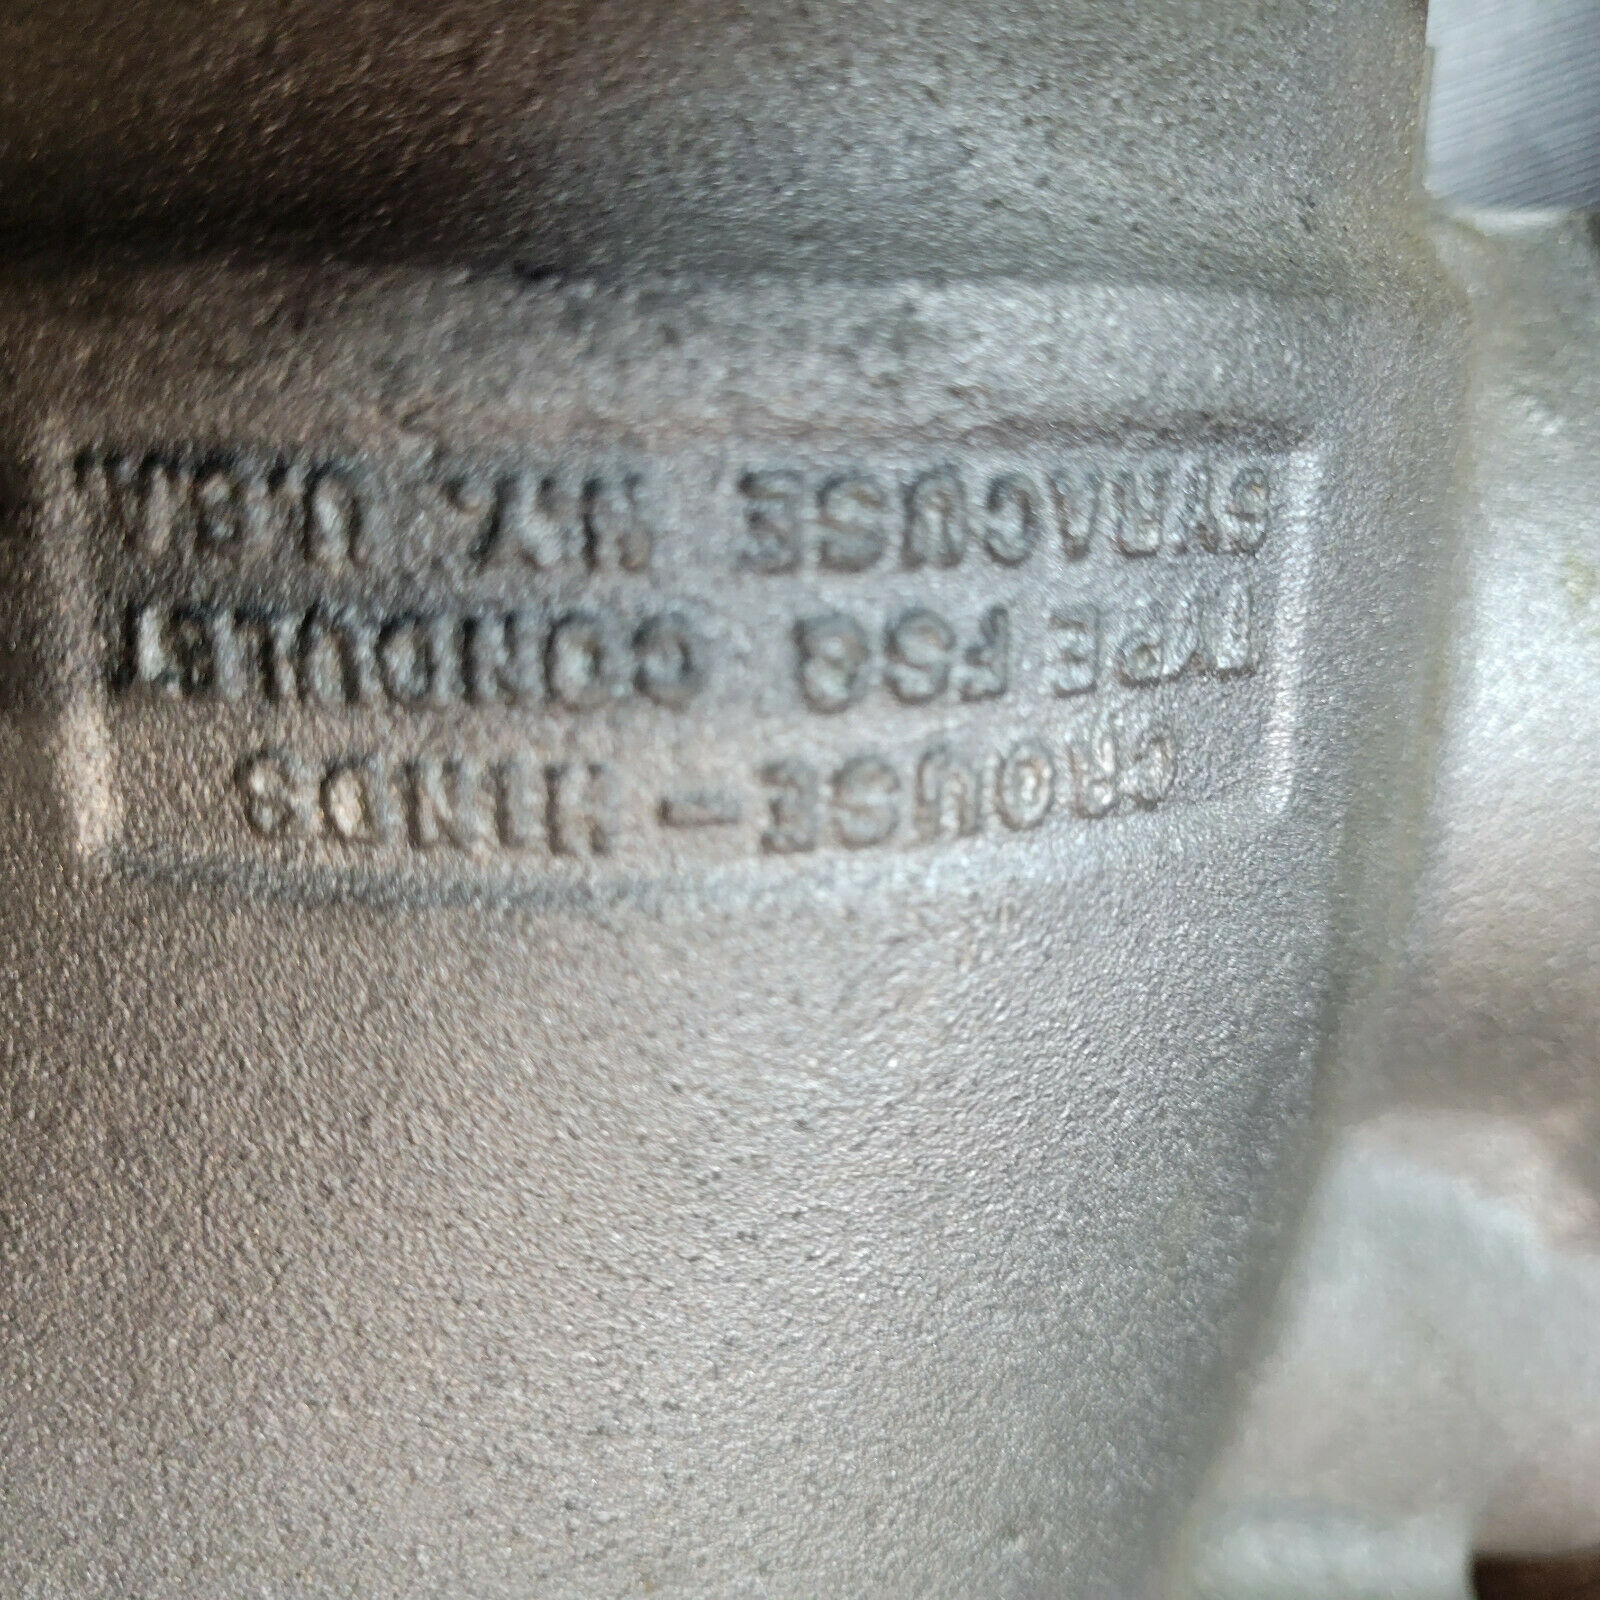 CROUSE-HINDS
TYPE FS8 CONDULET
SYRACUSE N.Y. U.S.A.